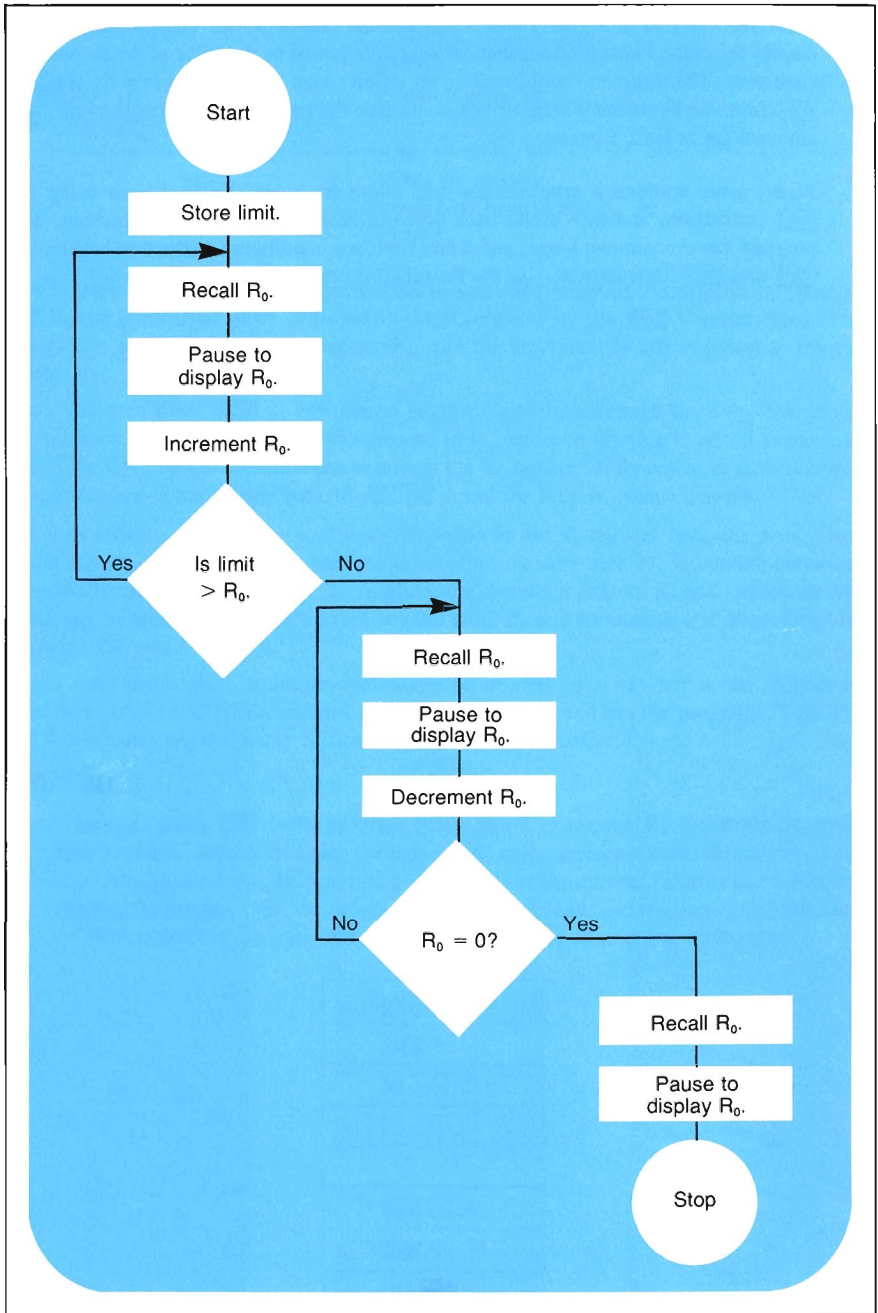 Start
Store limit.
Recall R₀.
Pause to
display R₀.
Increment R₀.
Yes
Is limit
> R₀.
No
Recall R₀.
Pause to
display R₀.
Decrement R₀.
No
R₀ = 0?
Yes
Recall R₀.
Pause to
display R₀.
Stop